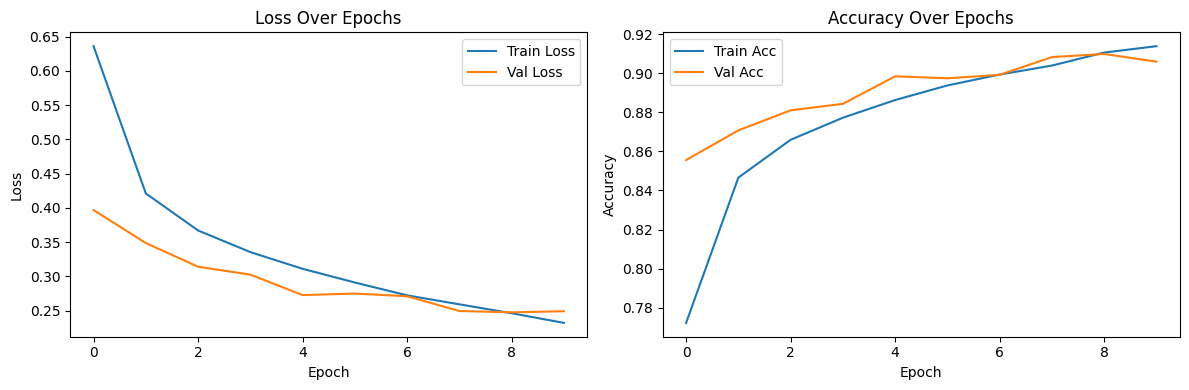 Loss Over Epochs
0.65
0.60
0.55
0.50
0.45
0.40
0.35
0.30
0.25
Loss
0 2 4 6 8
Epoch
Train Loss
Val Loss
Accuracy Over Epochs
0.92
0.90
0.88
0.86
0.84
0.82
0.80
0.78
Accuracy
0 2 4 6 8
Epoch
Train Acc
Val Acc